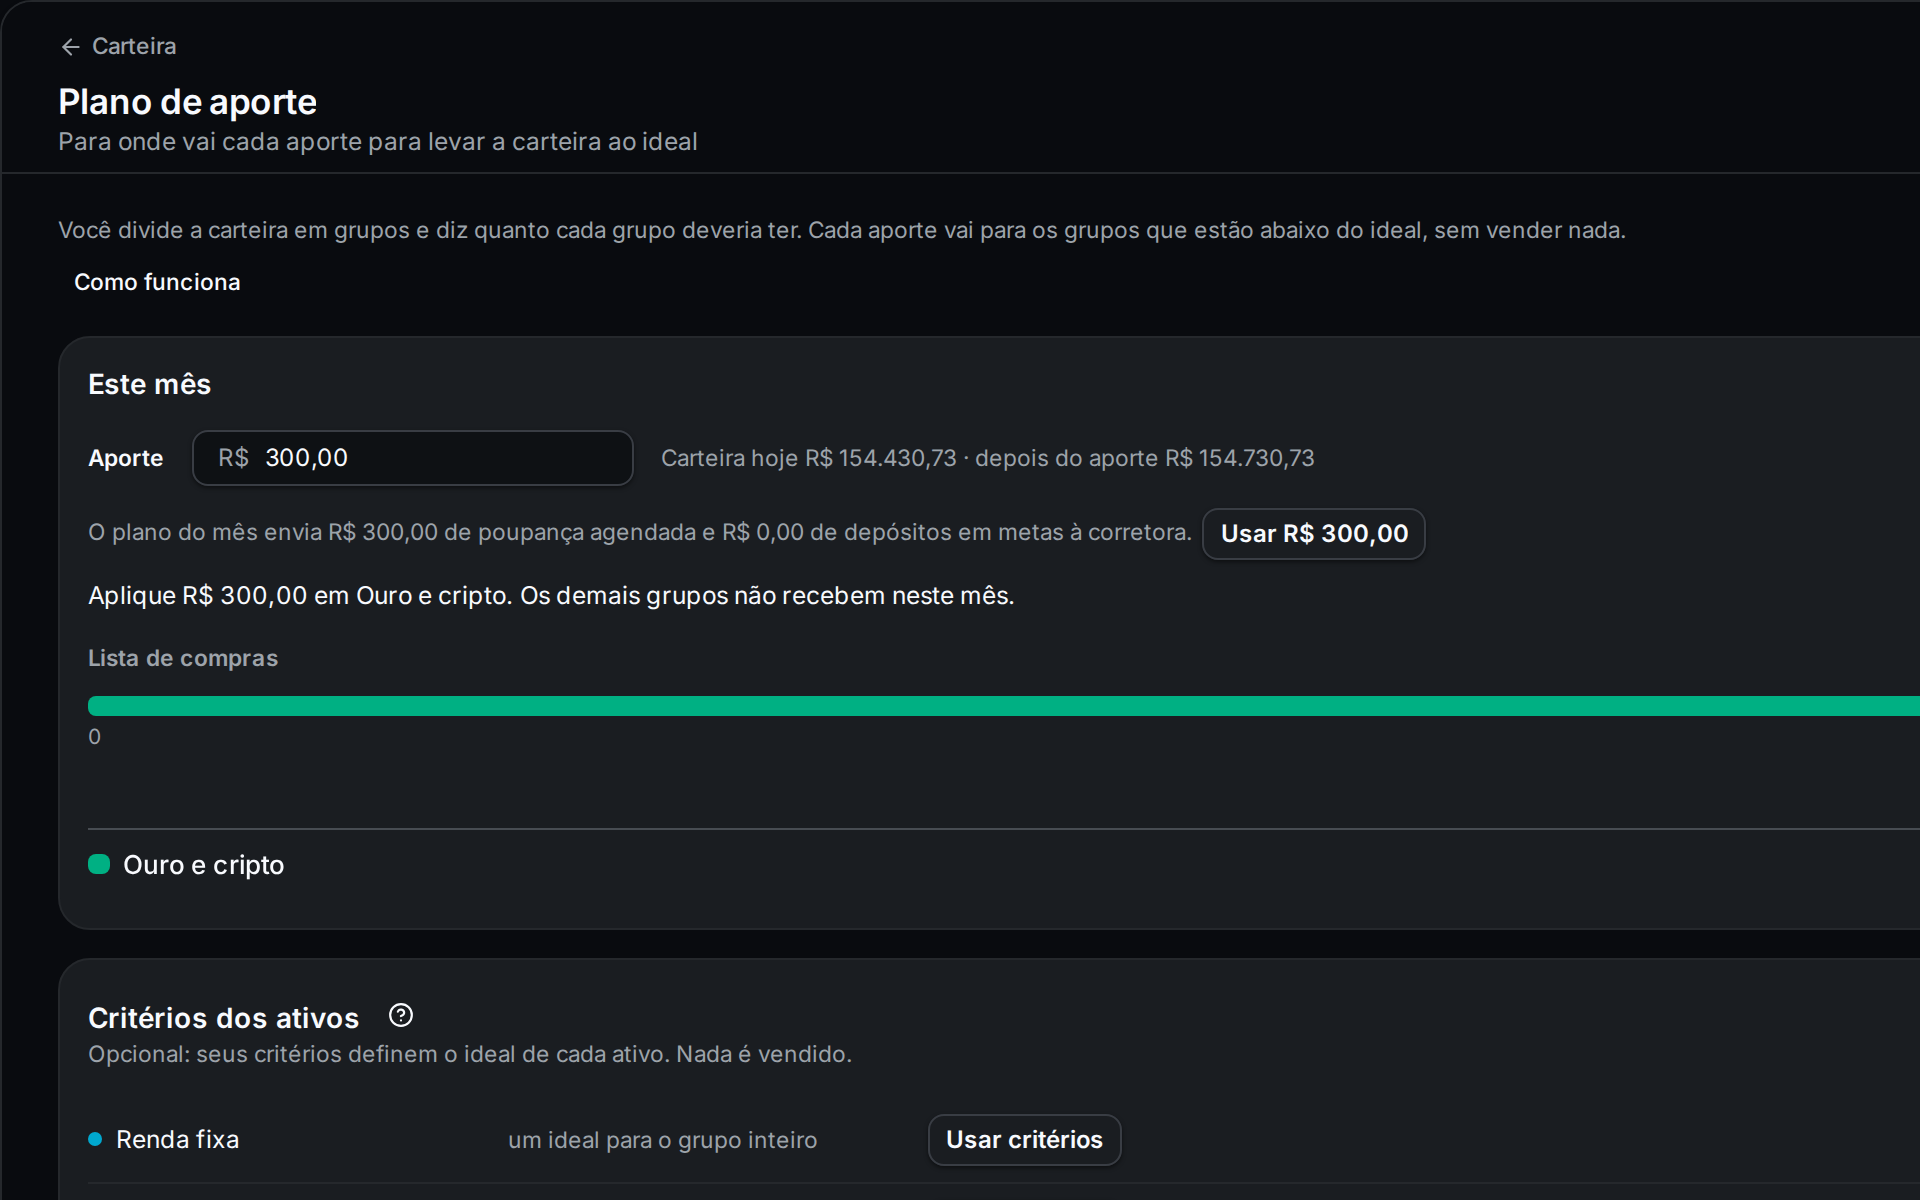 Carteira
Plano de aporte
Para onde vai cada aporte para levar a carteira ao ideal
Você divide a carteira em grupos e diz quanto cada grupo deveria ter. Cada aporte vai para os grupos que estão abaixo do ideal, sem vender nada.
Como funciona
Este mês
Aporte R$ 300,00 Carteira hoje R$ 154.430,73 · depois do aporte R$ 154.730,73
O plano do mês envia R$ 300,00 de poupança agendada e R$ 0,00 de depósitos em metas à corretora. Usar R$ 300,00
Aplique R$ 300,00 em Ouro e cripto. Os demais grupos não recebem neste mês.
Lista de compras
0
Ouro e cripto
Critérios dos ativos
Opcional: seus critérios definem o ideal de cada ativo. Nada é vendido.
Renda fixa um ideal para o grupo inteiro Usar critérios